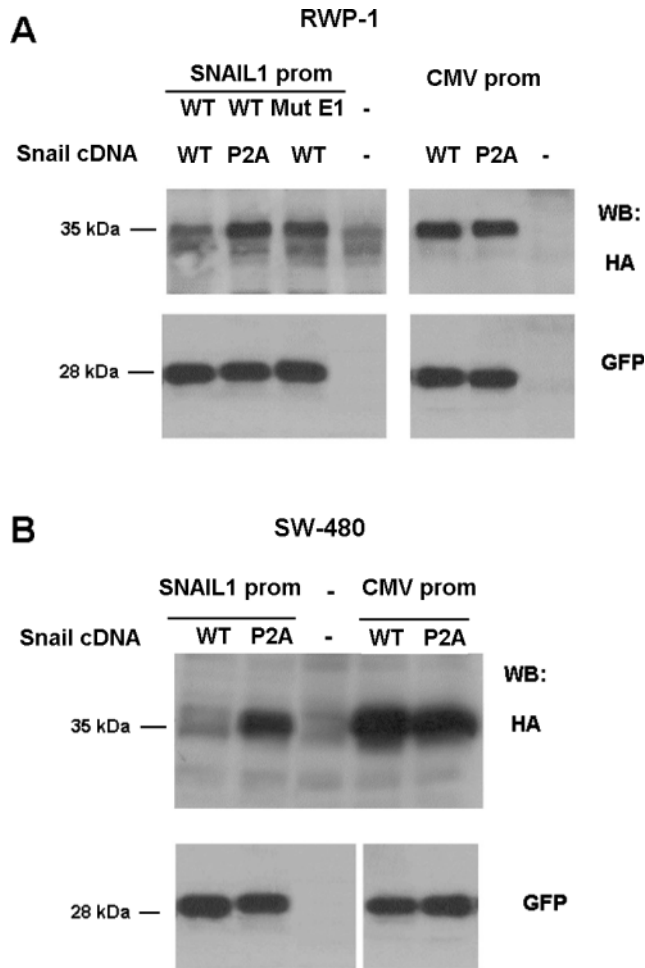 A
RWP-1
SNAIL1 prom
CMV prom
WT WT Mut E1 -
Snail cDNA WT P2A WT - WT P2A -
35 kDa
WB:
HA
28 kDa
GFP
B
SW-480
SNAIL1 prom - CMV prom
Snail cDNA WT P2A - WT P2A
WB:
35 kDa
HA
28 kDa
GFP